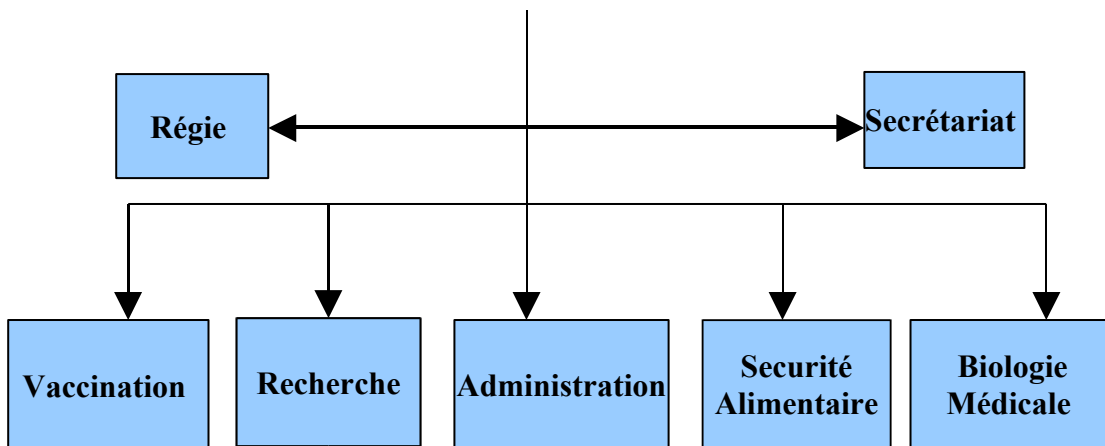 Régie
Secrétariat
Vaccination
Recherche
Administration
Securité
Alimentaire
Biologie
Médicale